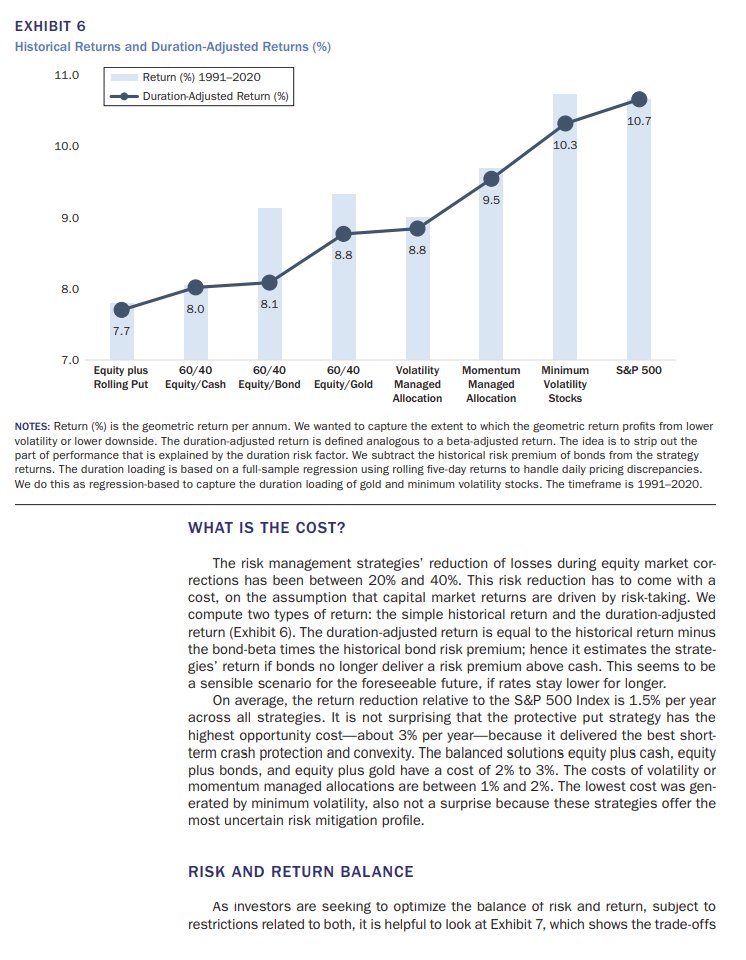 EXHIBIT 6
Historical Returns and Duration-Adjusted Returns (%)
11.0
Return (%) 1991–2020
Duration-Adjusted Return (%)
10.7
10.0
10.3
9.5
9.0
8.8
8.8
8.0
8.0
8.1
7.7
7.0
Equity plus
Rolling Put
60/40
Equity/Cash
60/40
Equity/Bond
60/40
Equity/Gold
Volatility
Managed
Allocation
Momentum
Managed
Allocation
Minimum
Volatility
Stocks
S&P 500
NOTES: Return (%) is the geometric return per annum. We wanted to capture the extent to which the geometric return profits from lower
volatility or lower downside. The duration-adjusted return is defined analogous to a beta-adjusted return. The idea is to strip out the
part of performance that is explained by the duration risk factor. We subtract the historical risk premium of bonds from the strategy
returns. The duration loading is based on a full-sample regression using rolling five-day returns to handle daily pricing discrepancies.
We do this as regression-based to capture the duration loading of gold and minimum volatility stocks. The timeframe is 1991–2020.
WHAT IS THE COST?
The risk management strategies' reduction of losses during equity market cor-
rections has been between 20% and 40%. This risk reduction has to come with a
cost, on the assumption that capital market returns are driven by risk-taking. We
compute two types of return: the simple historical return and the duration-adjusted
return (Exhibit 6). The duration-adjusted return is equal to the historical return minus
the bond-beta times the historical bond risk premium; hence it estimates the strate-
gies' return if bonds no longer deliver a risk premium above cash. This seems to be
a sensible scenario for the foreseeable future, if rates stay lower for longer.
On average, the return reduction relative to the S&P 500 Index is 1.5% per year
across all strategies. It is not surprising that the protective put strategy has the
highest opportunity cost—about 3% per year—because it delivered the best short-
term crash protection and convexity. The balanced solutions equity plus cash, equity
plus bonds, and equity plus gold have a cost of 2% to 3%. The costs of volatility or
momentum managed allocations are between 1% and 2%. The lowest cost was gen-
erated by minimum volatility, also not a surprise because these strategies offer the
most uncertain risk mitigation profile.
RISK AND RETURN BALANCE
As investors are seeking to optimize the balance of risk and return, subject to
restrictions related to both, it is helpful to look at Exhibit 7, which shows the trade-offs